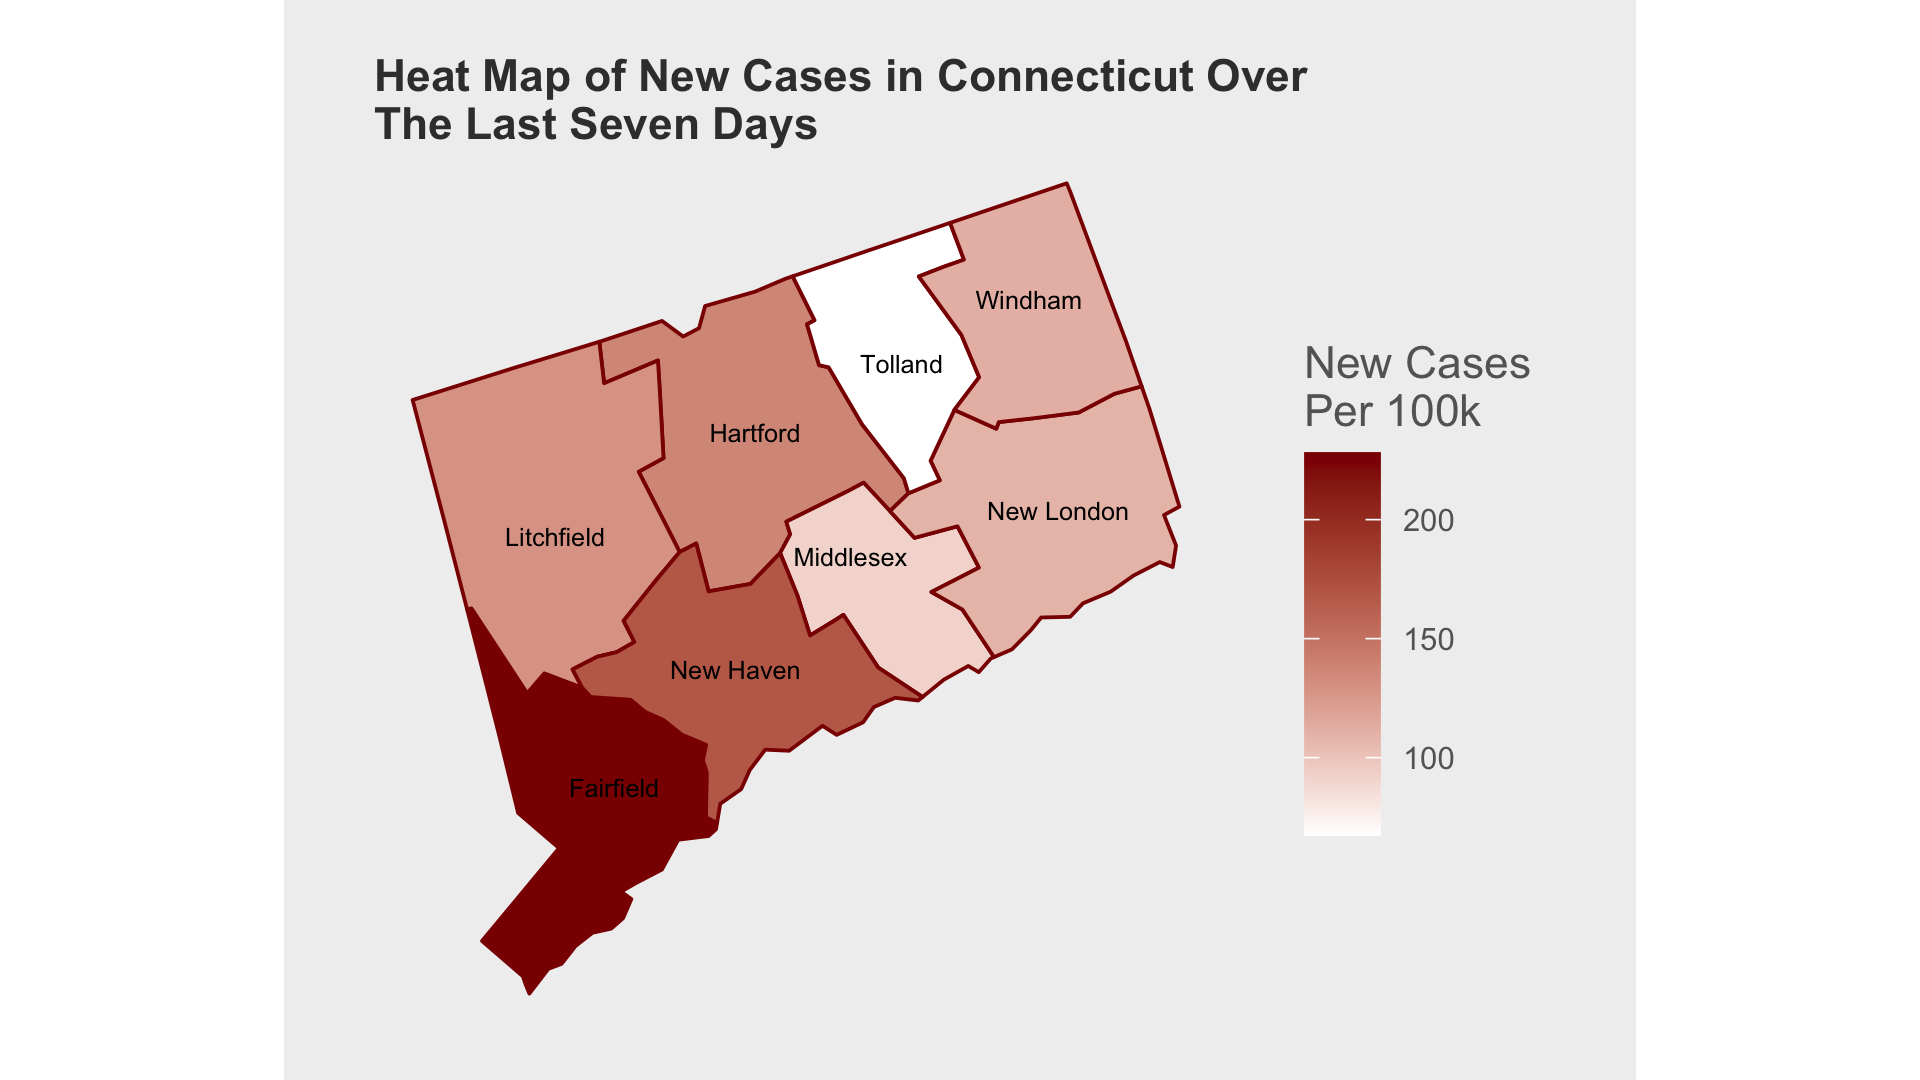 Heat Map of New Cases in Connecticut Over
The Last Seven Days
Windham
Tolland
Hartford
New London
Litchfield
Middlesex
New Haven
Fairfield
New Cases
Per 100k
200
150
100